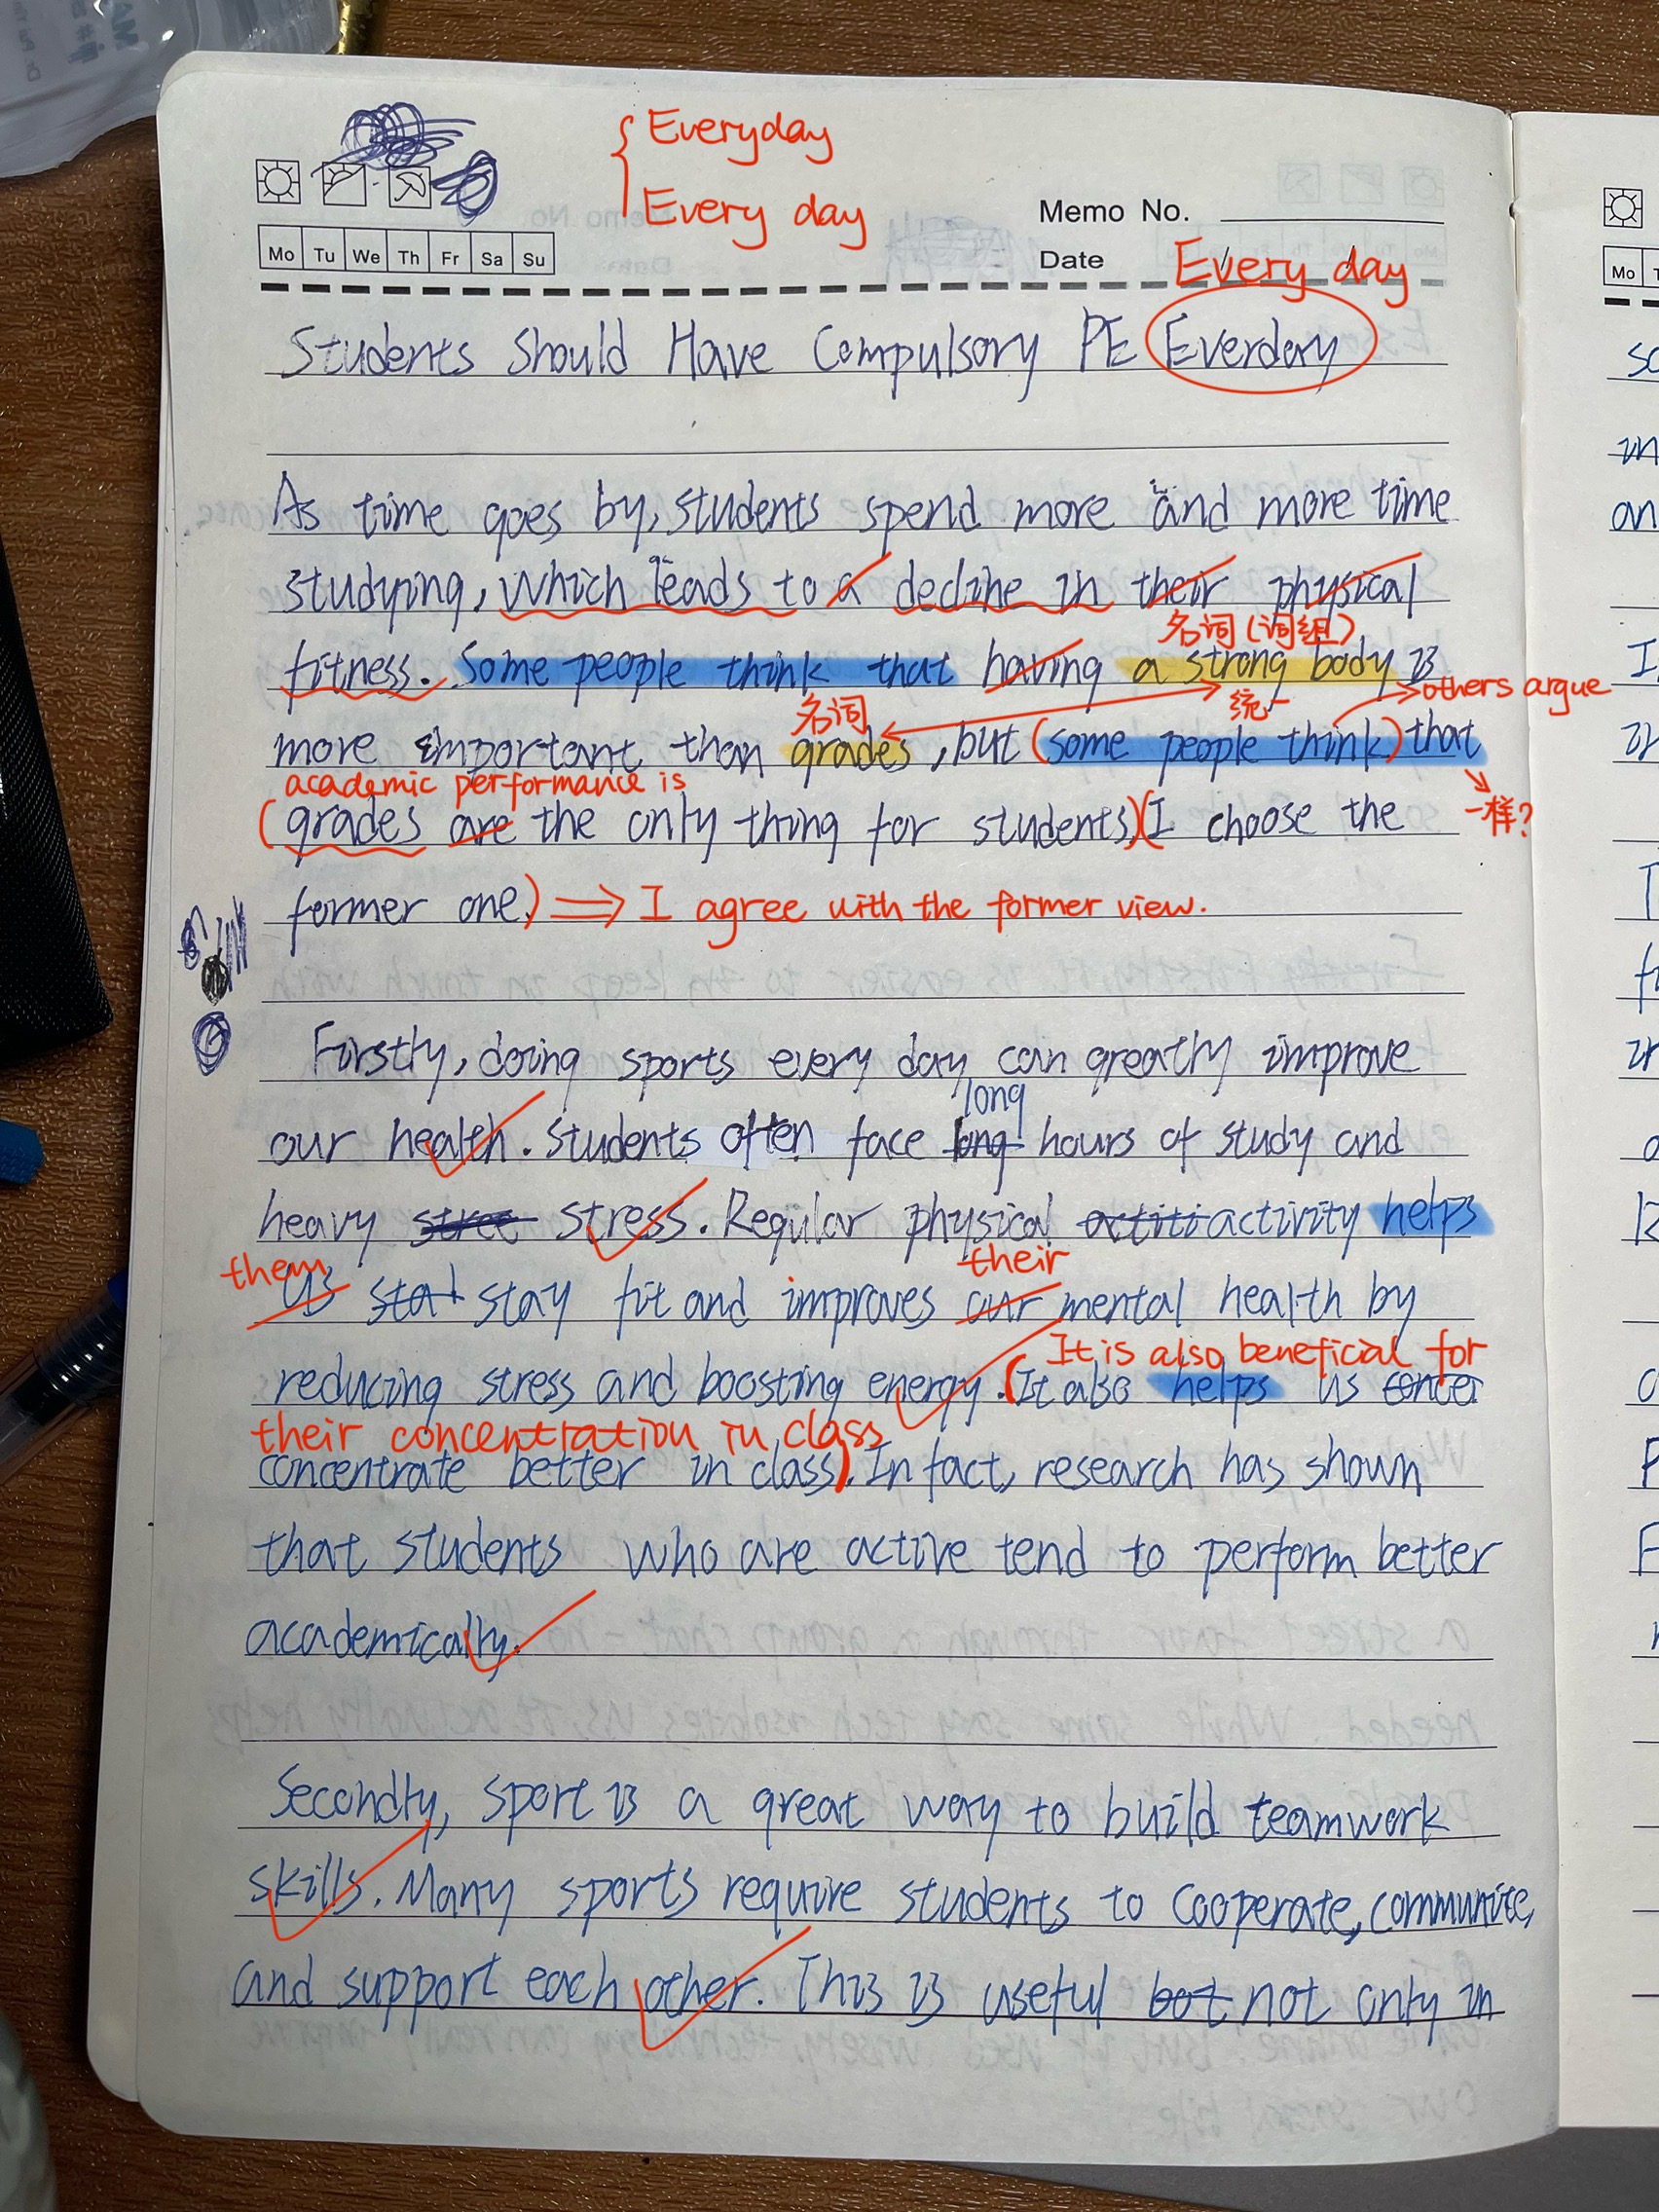 Everyday
Every day
Memo No.
Mo Tu We Th Fr Sa Su
Date / /
Every day
Students Should Have Compulsory PE Everday
As time goes by, students spend more and more time
studying, which leads to a decline in their physical
名词(词组)
fitness. Some people think that having a strong body is
名词 统一 others argue
more important than grades, but (some people think) that
academic performance is
(grades are the only thing for students.) (I choose the
一样?
former one.) ⇒ I agree with the former view.
Firstly, doing sports every day can greatly improve
long
our health. Students often face long hours of study and
heavy stree stress. Regular physical activity helps
them their
us stat stay fit and improves our mental health by
It is also beneficial for
reducing stress and boosting energy. (It also helps us concer
their concentration in class
concentrate better in class). In fact, research has shown
that students who are active tend to perform better
academically.
Secondly, sport is a great way to build teamwork
skills. Many sports require students to cooperate,
and support each other. This is useful bot not only in
Mo